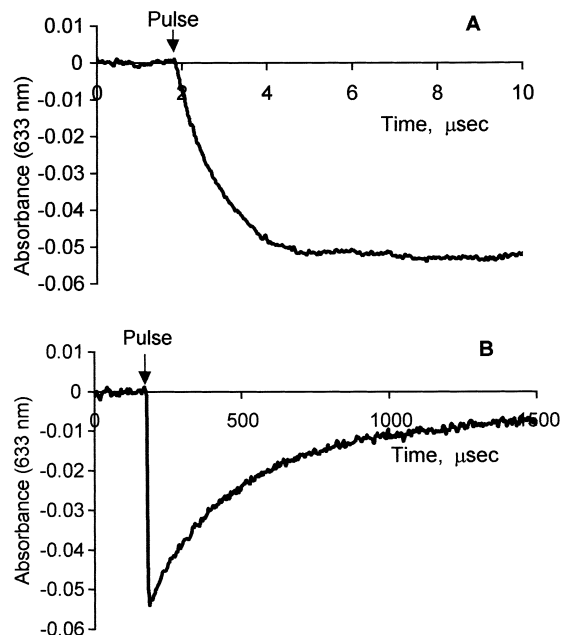 Pulse
A
0.01
0
-0.01
-0.02
-0.03
-0.04
-0.05
-0.06
0 2 4 6 8 10
Time, μsec
Absorbance (633 nm)
Pulse
B
0.01
0
-0.01
-0.02
-0.03
-0.04
-0.05
-0.06
0 500 1000 1500
Time, μsec
Absorbance (633 nm)